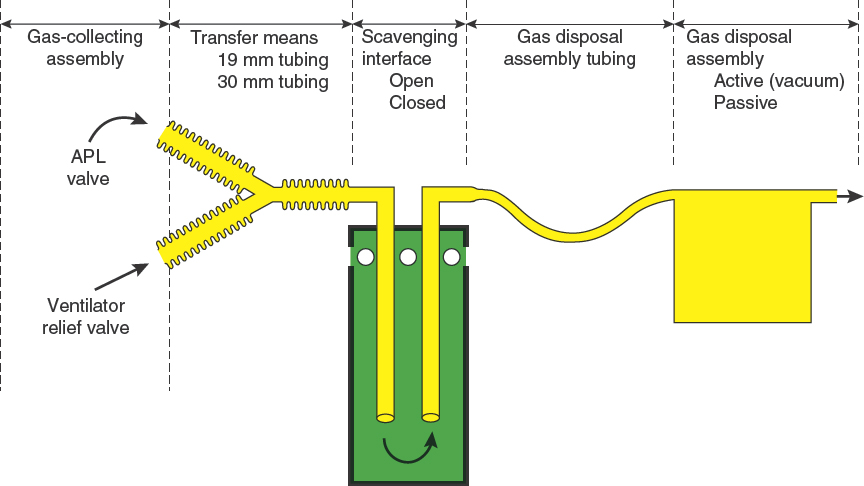 Gas-collecting
assembly
Transfer means
19 mm tubing
30 mm tubing
Scavenging
interface
Open
Closed
Gas disposal
assembly tubing
Gas disposal
assembly
Active (vacuum)
Passive
APL
valve
Ventilator
relief valve